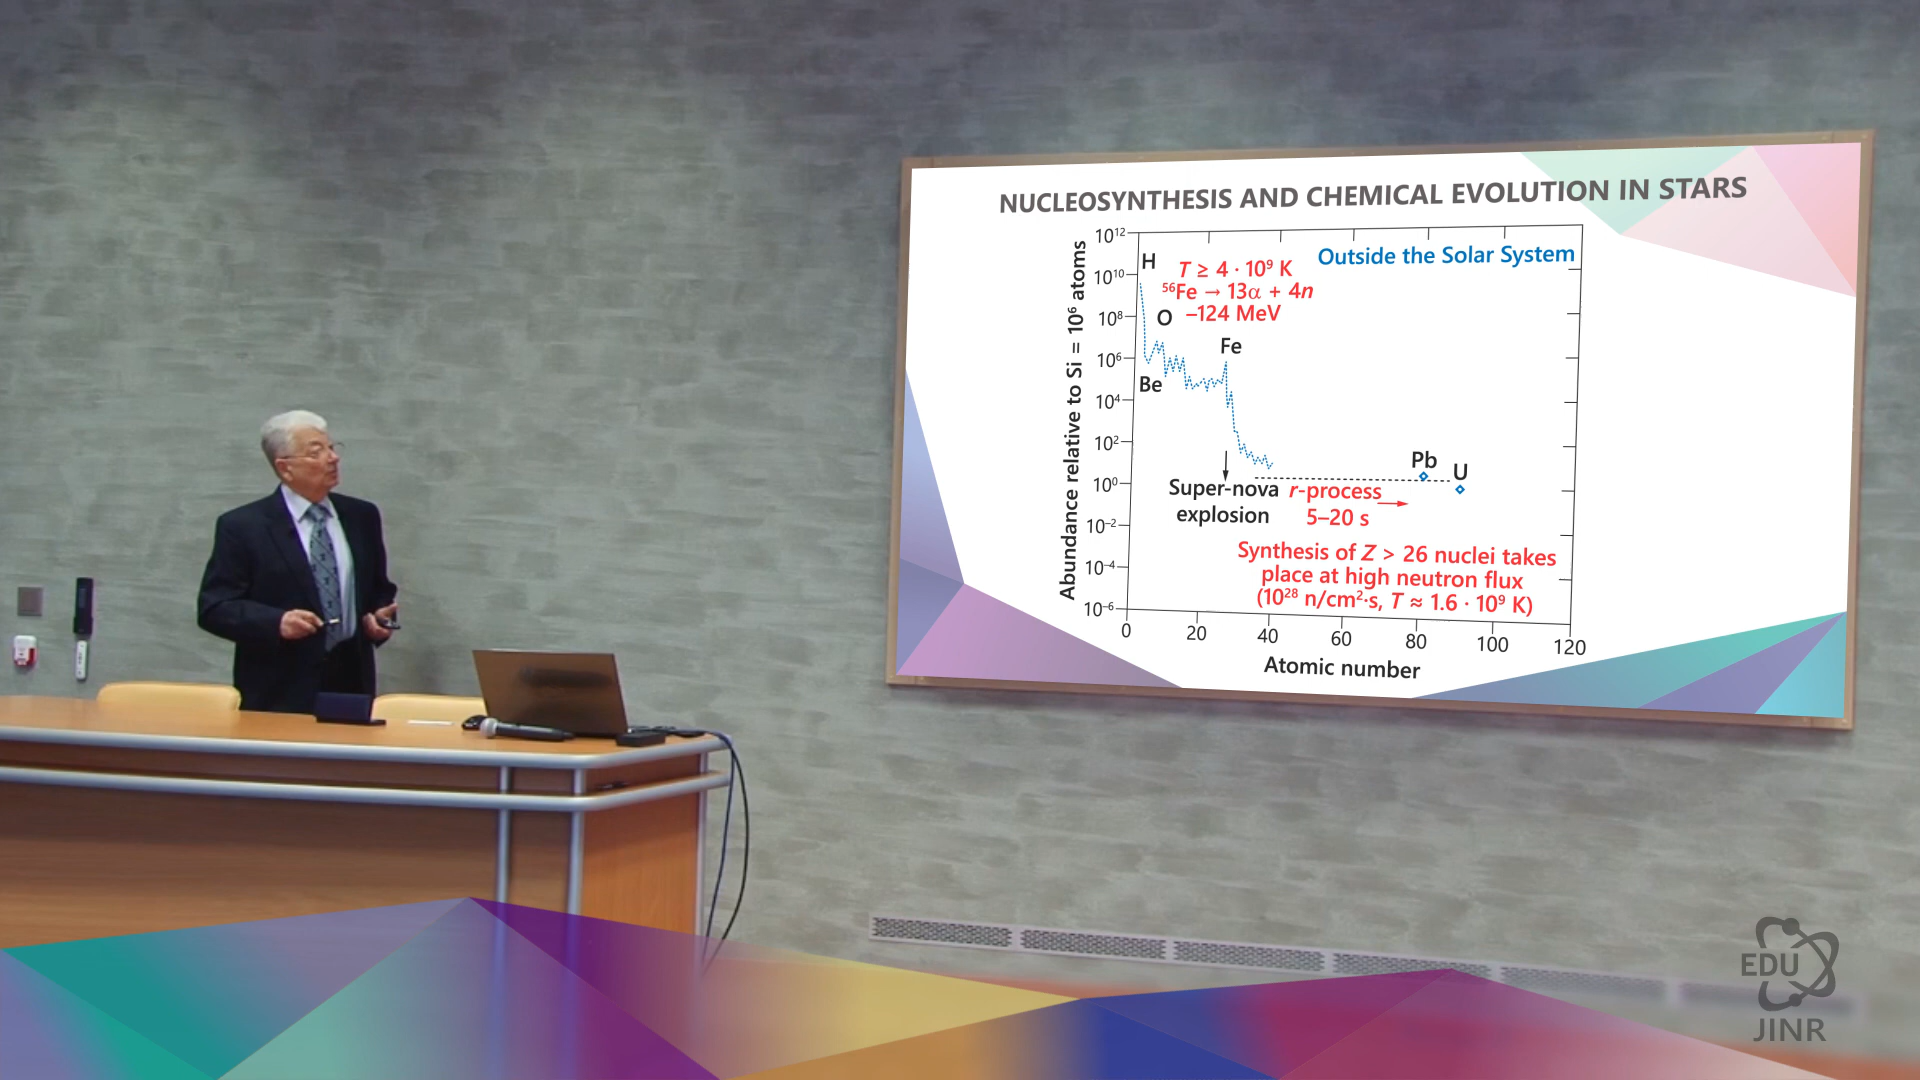 NUCLEOSYNTHESIS AND CHEMICAL EVOLUTION IN STARS
Outside the Solar System
Abundance relative to Si = 10⁶ atoms
10¹²
10¹⁰
10⁸
10⁶
10⁴
10²
10⁰
10⁻²
10⁻⁴
10⁻⁶
H
T ≥ 4 · 10⁹ K
⁵⁶Fe → 13α + 4n
–124 MeV
O
Fe
Be
Pb
U
Super-nova
explosion
r-process
5–20 s
Synthesis of Z > 26 nuclei takes
place at high neutron flux
(10²⁸ n/cm²·s, T ≈ 1.6 · 10⁹ K)
0 20 40 60 80 100 120
Atomic number
EDU
JINR